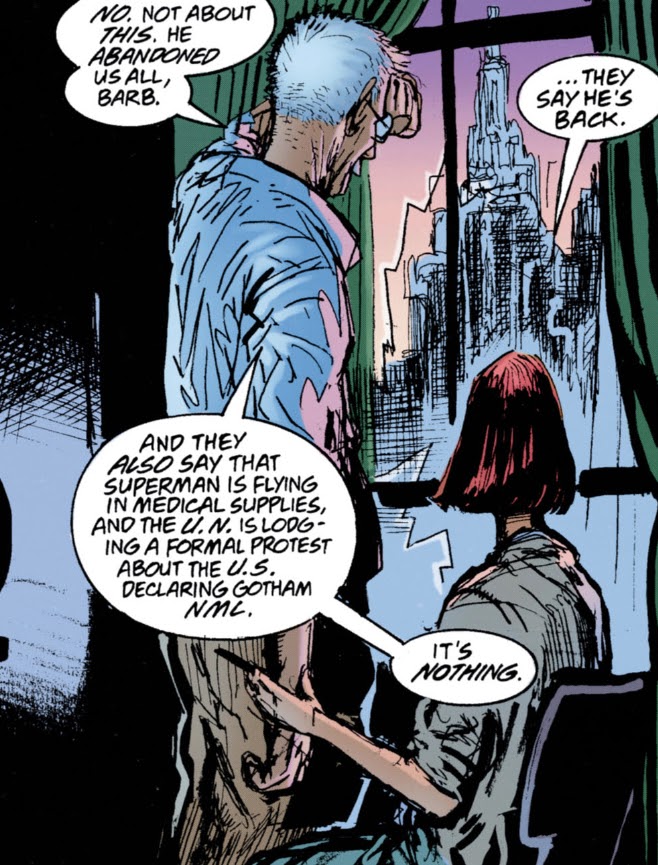 NO. NOT ABOUT
THIS. HE
ABANDONED
US ALL,
BARB.
...THEY
SAY HE'S
BACK.
AND THEY
ALSO SAY THAT
SUPERMAN IS FLYING
IN MEDICAL SUPPLIES,
AND THE U.N. IS LODG-
ING A FORMAL PROTEST
ABOUT THE U.S.
DECLARING GOTHAM
NML.
IT'S
NOTHING.